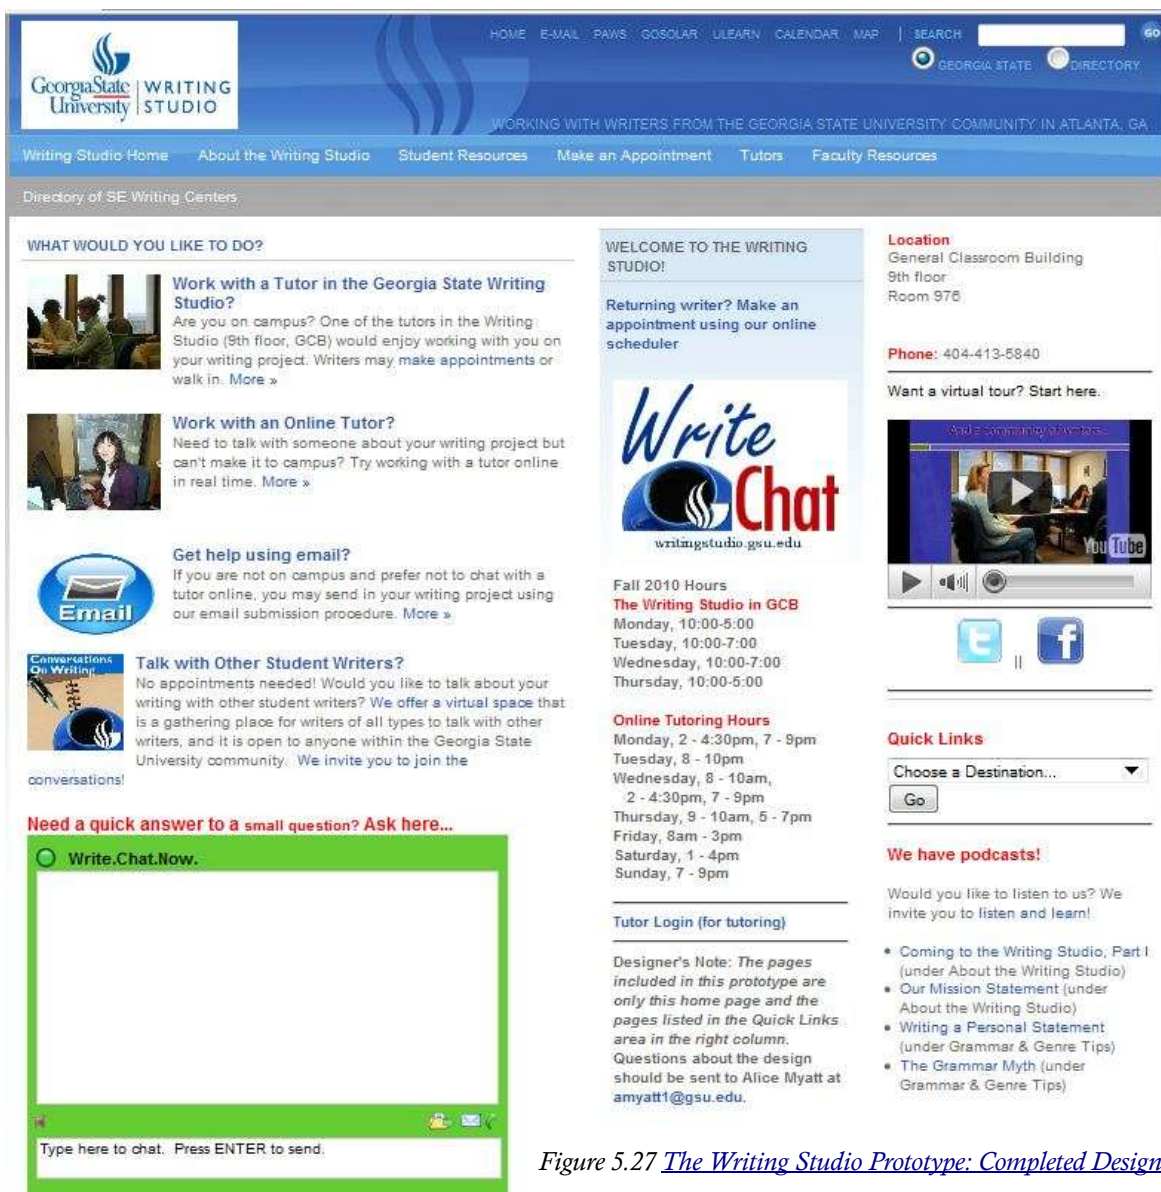 GeorgiaState University | WRITING STUDIO
HOME E-MAIL PAWS GOSOLAR ULEARN CALENDAR MAP | SEARCH GO
GEORGIA STATE DIRECTORY
WORKING WITH WRITERS FROM THE GEORGIA STATE UNIVERSITY COMMUNITY IN ATLANTA, GA
Writing Studio Home About the Writing Studio Student Resources Make an Appointment Tutors Faculty Resources
Directory of SE Writing Centers
WHAT WOULD YOU LIKE TO DO?
Work with a Tutor in the Georgia State Writing
Studio?
Are you on campus? One of the tutors in the Writing
Studio (9th floor, GCB) would enjoy working with you on
your writing project. Writers may make appointments or
walk in. More »
Work with an Online Tutor?
Need to talk with someone about your writing project but
can't make it to campus? Try working with a tutor online
in real time. More »
Email
Get help using email?
If you are not on campus and prefer not to chat with a
tutor online, you may send in your writing project using
our email submission procedure. More »
Conversations
On Writing...
Talk with Other Student Writers?
No appointments needed! Would you like to talk about your
writing with other student writers? We offer a virtual space that
is a gathering place for writers of all types to talk with other
writers, and it is open to anyone within the Georgia State
University community. We invite you to join the
conversations!
Need a quick answer to a small question? Ask here...
Write.Chat.Now.
Type here to chat. Press ENTER to send.
WELCOME TO THE WRITING
STUDIO!
Returning writer? Make an
appointment using our online
scheduler
Write
Chat
writingstudio.gsu.edu
Fall 2010 Hours
The Writing Studio in GCB
Monday, 10:00-5:00
Tuesday, 10:00-7:00
Wednesday, 10:00-7:00
Thursday, 10:00-5:00
Online Tutoring Hours
Monday, 2 - 4:30pm, 7 - 9pm
Tuesday, 8 - 10pm
Wednesday, 8 - 10am,
2 - 4:30pm, 7 - 9pm
Thursday, 9 - 10am, 5 - 7pm
Friday, 8am - 3pm
Saturday, 1 - 4pm
Sunday, 7 - 9pm
Tutor Login (for tutoring)
Designer's Note: The pages
included in this prototype are
only this home page and the
pages listed in the Quick Links
area in the right column.
Questions about the design
should be sent to Alice Myatt at
amyatt1@gsu.edu.
Location
General Classroom Building
9th floor
Room 976
Phone: 404-413-5840
Want a virtual tour? Start here.
And a community of writers...
YouTube
t || f
Quick Links
Choose a Destination...
Go
We have podcasts!
Would you like to listen to us? We
invite you to listen and learn!
• Coming to the Writing Studio, Part I
(under About the Writing Studio)
• Our Mission Statement (under
About the Writing Studio)
• Writing a Personal Statement
(under Grammar & Genre Tips)
• The Grammar Myth (under
Grammar & Genre Tips)
Figure 5.27 The Writing Studio Prototype: Completed Design